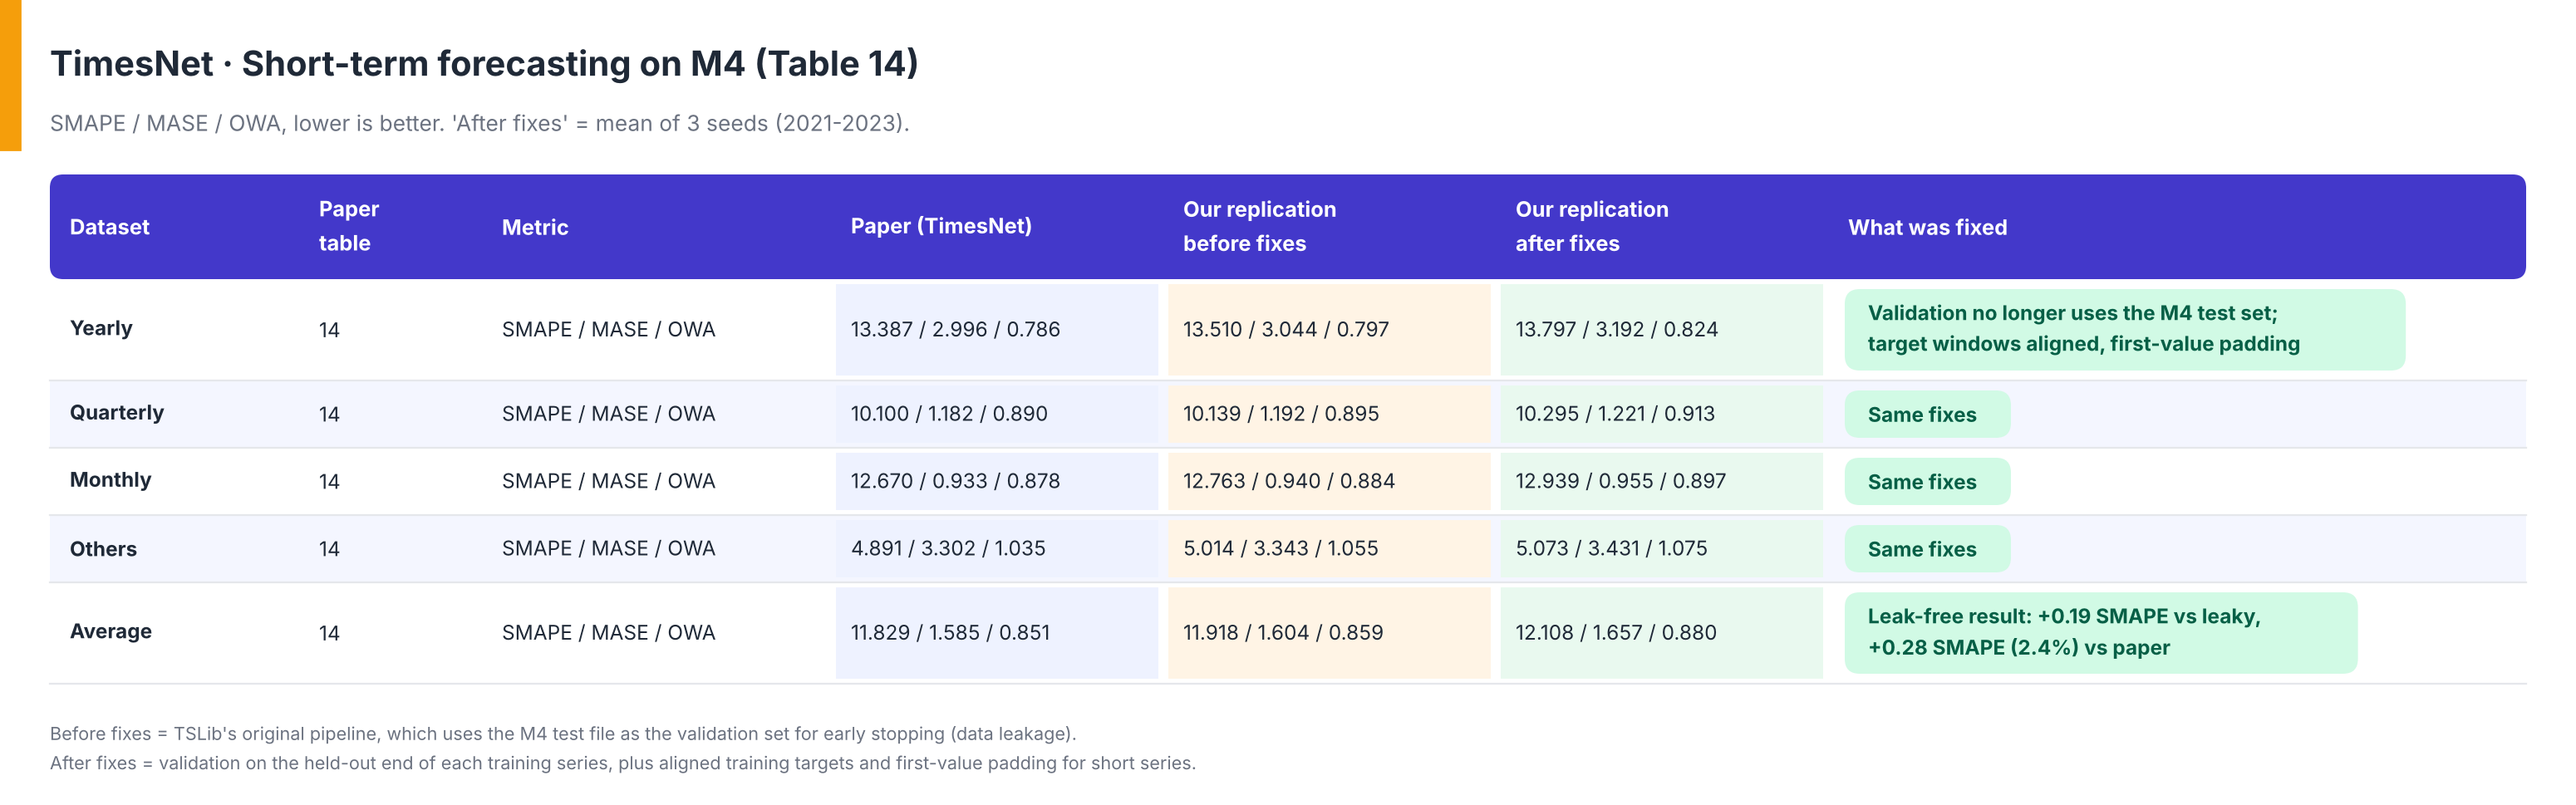 TimesNet · Short-term forecasting on M4 (Table 14)
SMAPE / MASE / OWA, lower is better. 'After fixes' = mean of 3 seeds (2021-2023).
Dataset Paper table Metric Paper (TimesNet) Our replication before fixes Our replication after fixes What was fixed
Yearly 14 SMAPE / MASE / OWA 13.387 / 2.996 / 0.786 13.510 / 3.044 / 0.797 13.797 / 3.192 / 0.824 Validation no longer uses the M4 test set;
target windows aligned, first-value padding
Quarterly 14 SMAPE / MASE / OWA 10.100 / 1.182 / 0.890 10.139 / 1.192 / 0.895 10.295 / 1.221 / 0.913 Same fixes
Monthly 14 SMAPE / MASE / OWA 12.670 / 0.933 / 0.878 12.763 / 0.940 / 0.884 12.939 / 0.955 / 0.897 Same fixes
Others 14 SMAPE / MASE / OWA 4.891 / 3.302 / 1.035 5.014 / 3.343 / 1.055 5.073 / 3.431 / 1.075 Same fixes
Average 14 SMAPE / MASE / OWA 11.829 / 1.585 / 0.851 11.918 / 1.604 / 0.859 12.108 / 1.657 / 0.880 Leak-free result: +0.19 SMAPE vs leaky,
+0.28 SMAPE (2.4%) vs paper
Before fixes = TSLib's original pipeline, which uses the M4 test file as the validation set for early stopping (data leakage).
After fixes = validation on the held-out end of each training series, plus aligned training targets and first-value padding for short series.